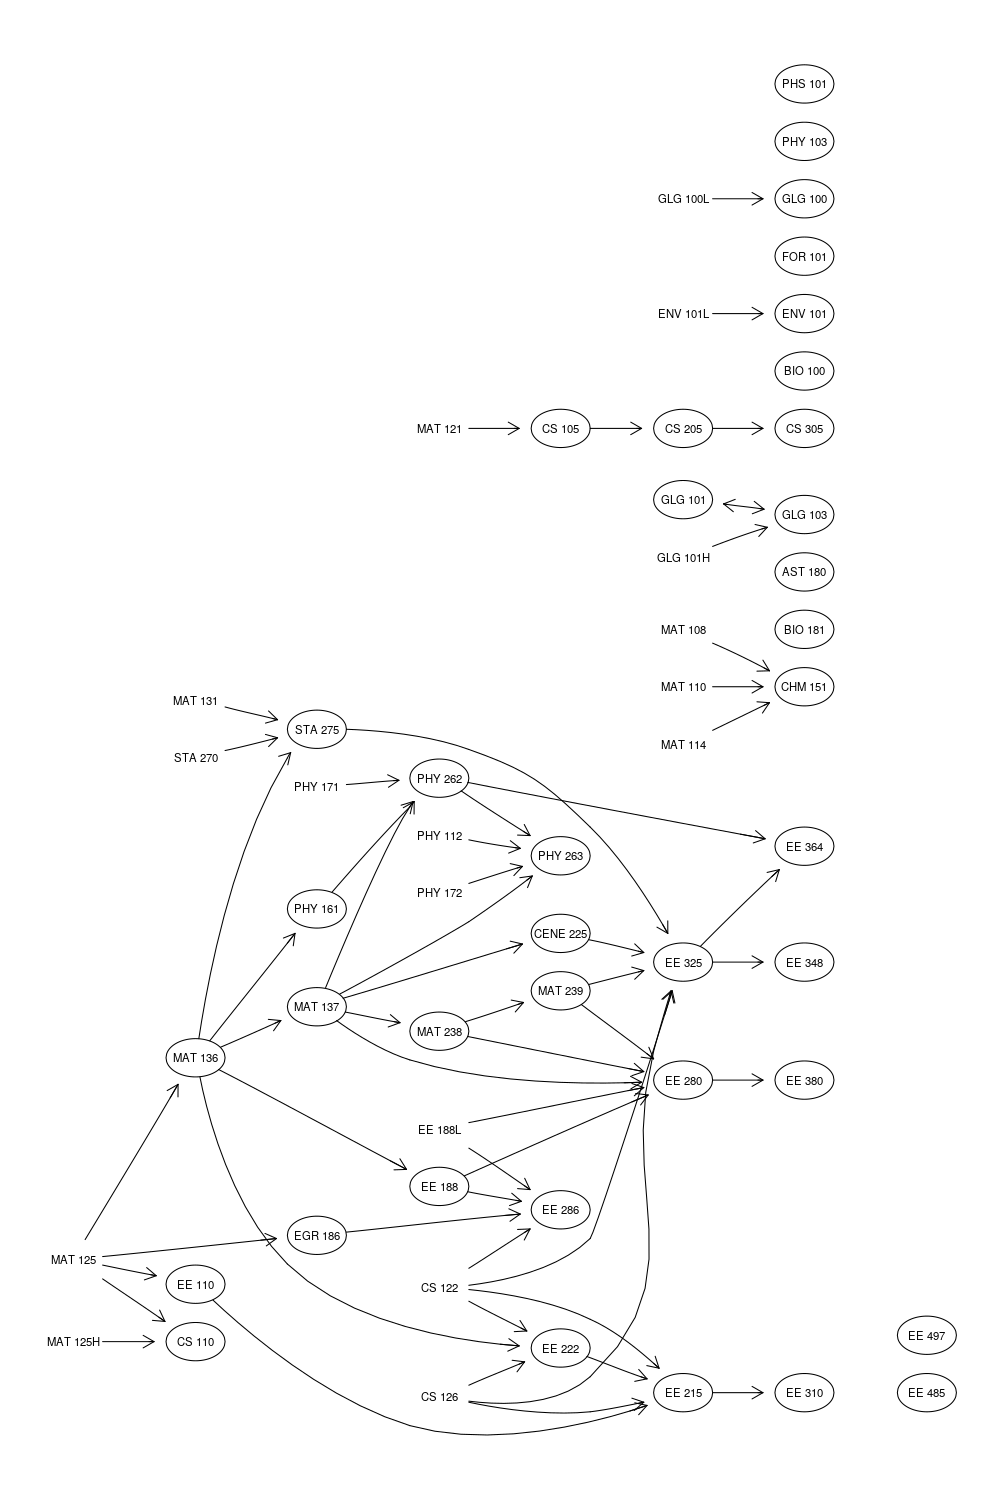 PHS 101
PHY 103
GLG 100L
GLG 100
FOR 101
ENV 101L
ENV 101
BIO 100
MAT 121
CS 105
CS 205
CS 305
GLG 101
GLG 103
GLG 101H
AST 180
MAT 108
BIO 181
MAT 110
CHM 151
MAT 131
STA 275
MAT 114
STA 270
PHY 171
PHY 262
PHY 112
EE 364
PHY 263
PHY 172
PHY 161
CENE 225
EE 325
EE 348
MAT 239
MAT 137
MAT 238
MAT 136
EE 280
EE 380
EE 188L
EE 188
EE 286
EGR 186
MAT 125
EE 110
CS 122
MAT 125H
CS 110
EE 222
EE 497
CS 126
EE 215
EE 310
EE 485